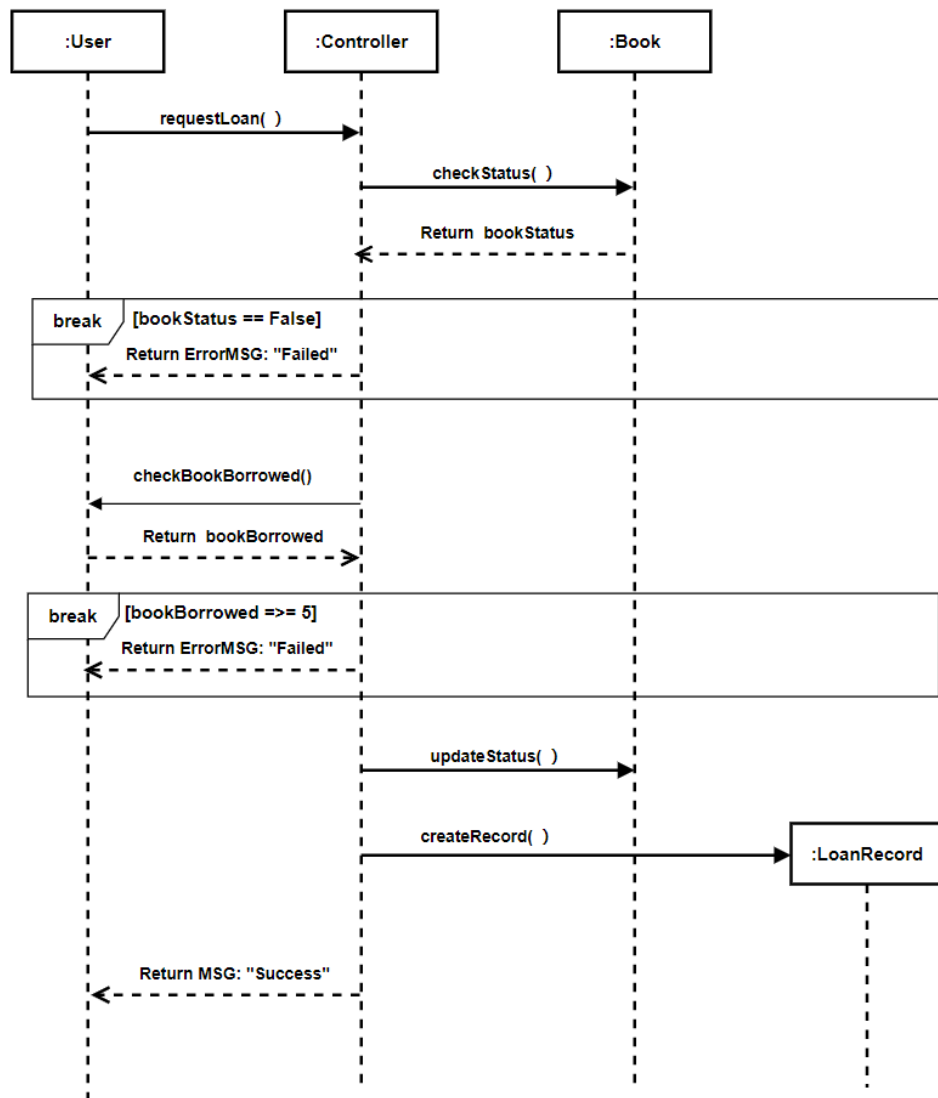 :User
:Controller
:Book
requestLoan(  )
checkStatus(  )
Return  bookStatus
break
[bookStatus == False]
Return ErrorMSG: "Failed"
checkBookBorrowed()
Return  bookBorrowed
break
[bookBorrowed =>= 5]
Return ErrorMSG: "Failed"
updateStatus(  )
createRecord(  )
:LoanRecord
Return MSG: "Success"